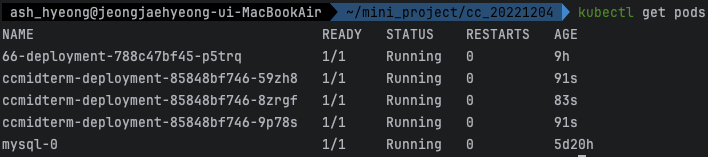 ash_hyeong@jeongjaehyeong-ui-MacBookAir ~/mini_project/cc_20221204 kubectl get pods
NAME READY STATUS RESTARTS AGE
66-deployment-788c47bf45-p5trq 1/1 Running 0 9h
ccmidterm-deployment-85848bf746-59zh8 1/1 Running 0 91s
ccmidterm-deployment-85848bf746-8zrgf 1/1 Running 0 83s
ccmidterm-deployment-85848bf746-9p78s 1/1 Running 0 91s
mysql-0 1/1 Running 0 5d20h